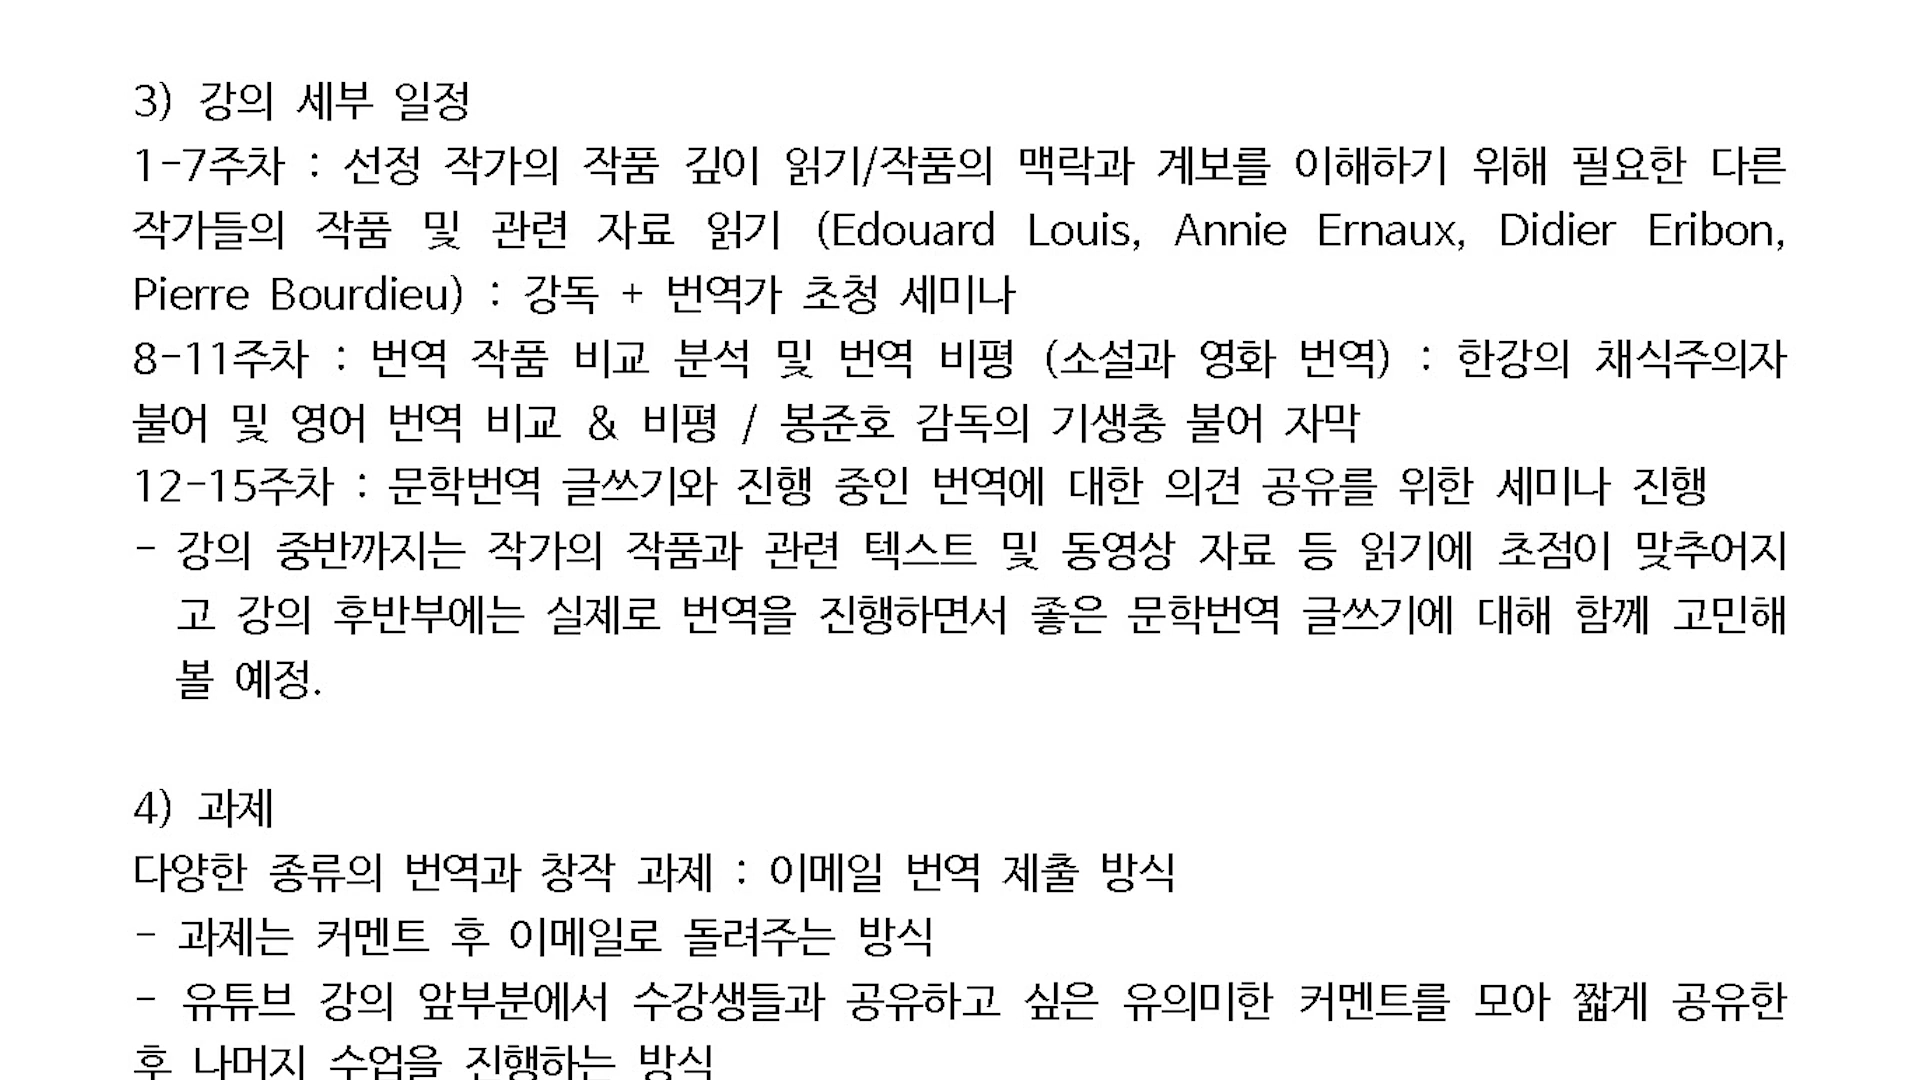 3) 강의 세부 일정
1-7주차 : 선정 작가의 작품 깊이 읽기/작품의 맥락과 계보를 이해하기 위해 필요한 다른
작가들의 작품 및 관련 자료 읽기 (Edouard Louis, Annie Ernaux, Didier Eribon,
Pierre Bourdieu) : 강독 + 번역가 초청 세미나
8-11주차 : 번역 작품 비교 분석 및 번역 비평 (소설과 영화 번역) : 한강의 채식주의자
불어 및 영어 번역 비교 & 비평 / 봉준호 감독의 기생충 불어 자막
12-15주차 : 문학번역 글쓰기와 진행 중인 번역에 대한 의견 공유를 위한 세미나 진행
- 강의 중반까지는 작가의 작품과 관련 텍스트 및 동영상 자료 등 읽기에 초점이 맞추어지
고 강의 후반부에는 실제로 번역을 진행하면서 좋은 문학번역 글쓰기에 대해 함께 고민해
볼 예정.
4) 과제
다양한 종류의 번역과 창작 과제 : 이메일 번역 제출 방식
- 과제는 커멘트 후 이메일로 돌려주는 방식
- 유튜브 강의 앞부분에서 수강생들과 공유하고 싶은 유의미한 커멘트를 모아 짧게 공유한
후 나머지 수업을 진행하는 방식